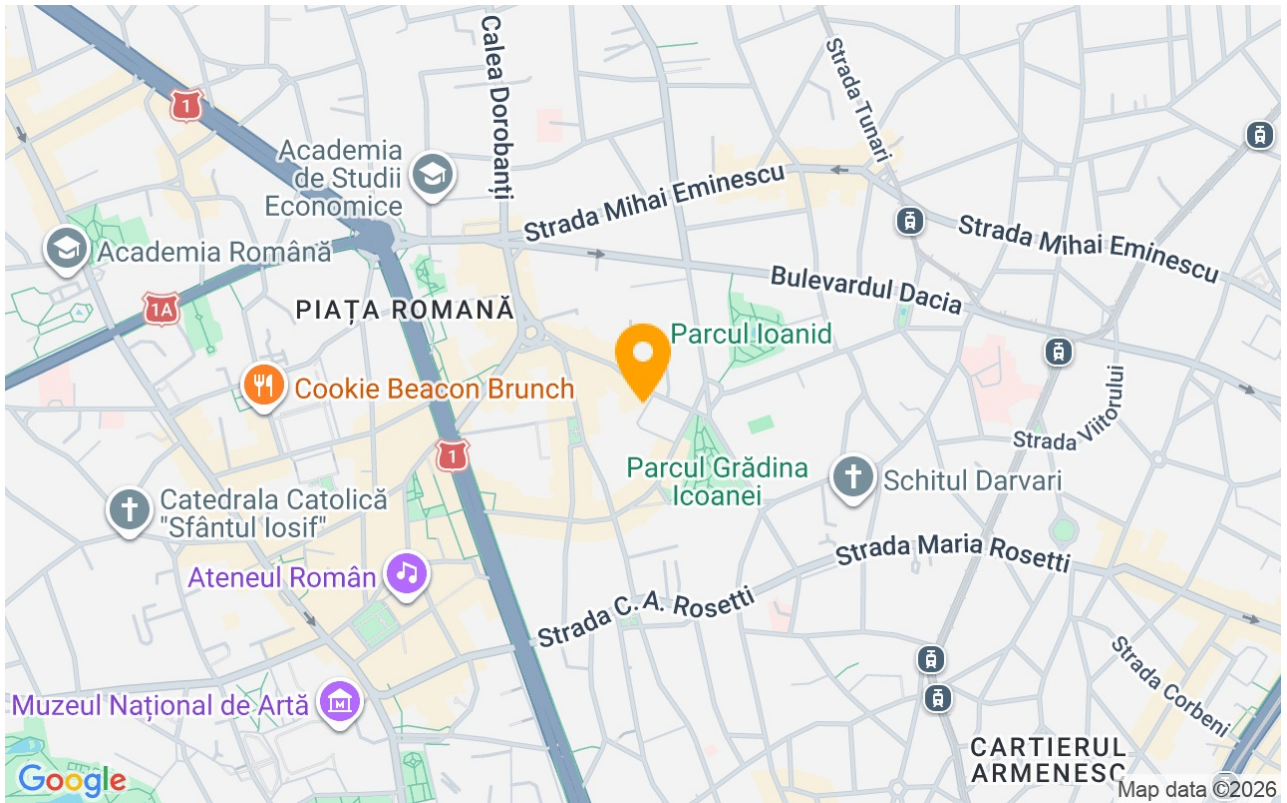 Calea Dorobanți
Strada Tunari
1
Academia
de Studii
Economice
Strada Mihai Eminescu
Strada Mihai Eminescu
Academia Română
Bulevardul Dacia
1A
PIAȚA ROMANĂ
Parcul Ioanid
Cookie Beacon Brunch
Strada Viitorului
1
Parcul Grădina
Icoanei
Schitul Darvari
Catedrala Catolică
"Sfântul Iosif"
Strada Maria Rosetti
Ateneul Român
Strada C. A. Rosetti
Strada Corbeni
Muzeul Național de Artă
M
CARTIERUL
ARMENESC
Google
Map data ©2026